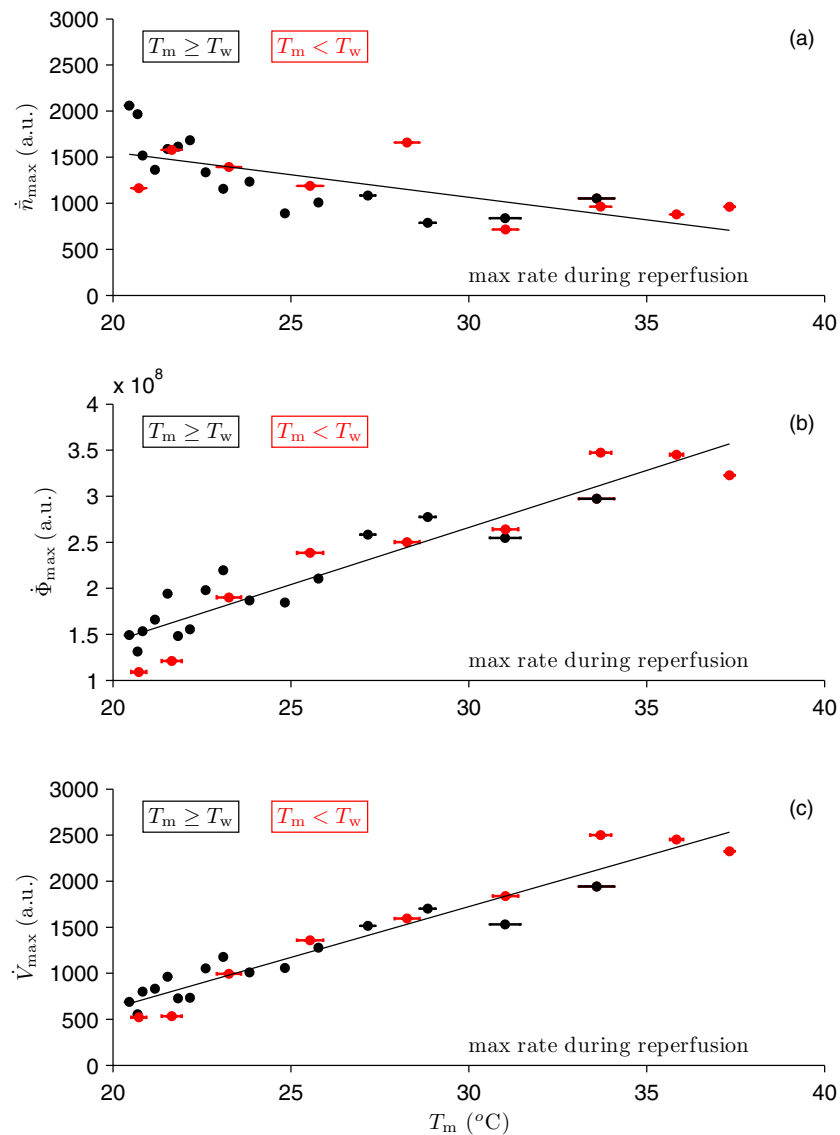 3000
(a)
T_m ≥ T_w
T_m < T_w
2500
2000
1500
1000
500
0
ṅ_max (a.u.)
max rate during reperfusion
20 25 30 35 40
x 10^8
4
(b)
T_m ≥ T_w
T_m < T_w
3.5
3
2.5
2
1.5
1
Φ̇_max (a.u.)
max rate during reperfusion
20 25 30 35 40
3000
(c)
T_m ≥ T_w
T_m < T_w
2500
2000
1500
1000
500
0
V̇_max (a.u.)
max rate during reperfusion
20 25 30 35 40
T_m (°C)